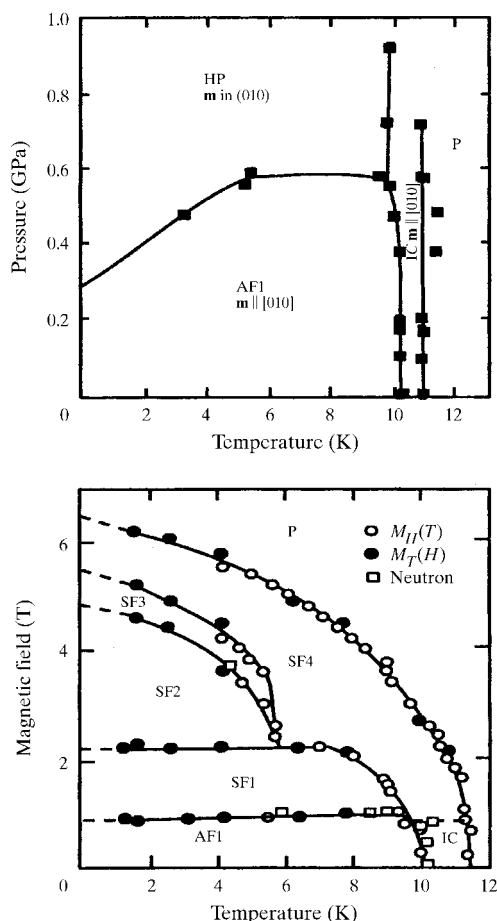 1.0
0.8
0.6
0.4
0.2
0
2
4
6
8
10
12
Pressure (GPa)
Temperature (K)
HP
m in (010)
P
IC m || [010]
AF1
m || [010]
6
4
2
0
0
2
4
6
8
10
12
Magnetic field (T)
Temperature (K)
P
M_H(T)
M_T(H)
Neutron
SF3
SF4
SF2
SF1
AF1
IC